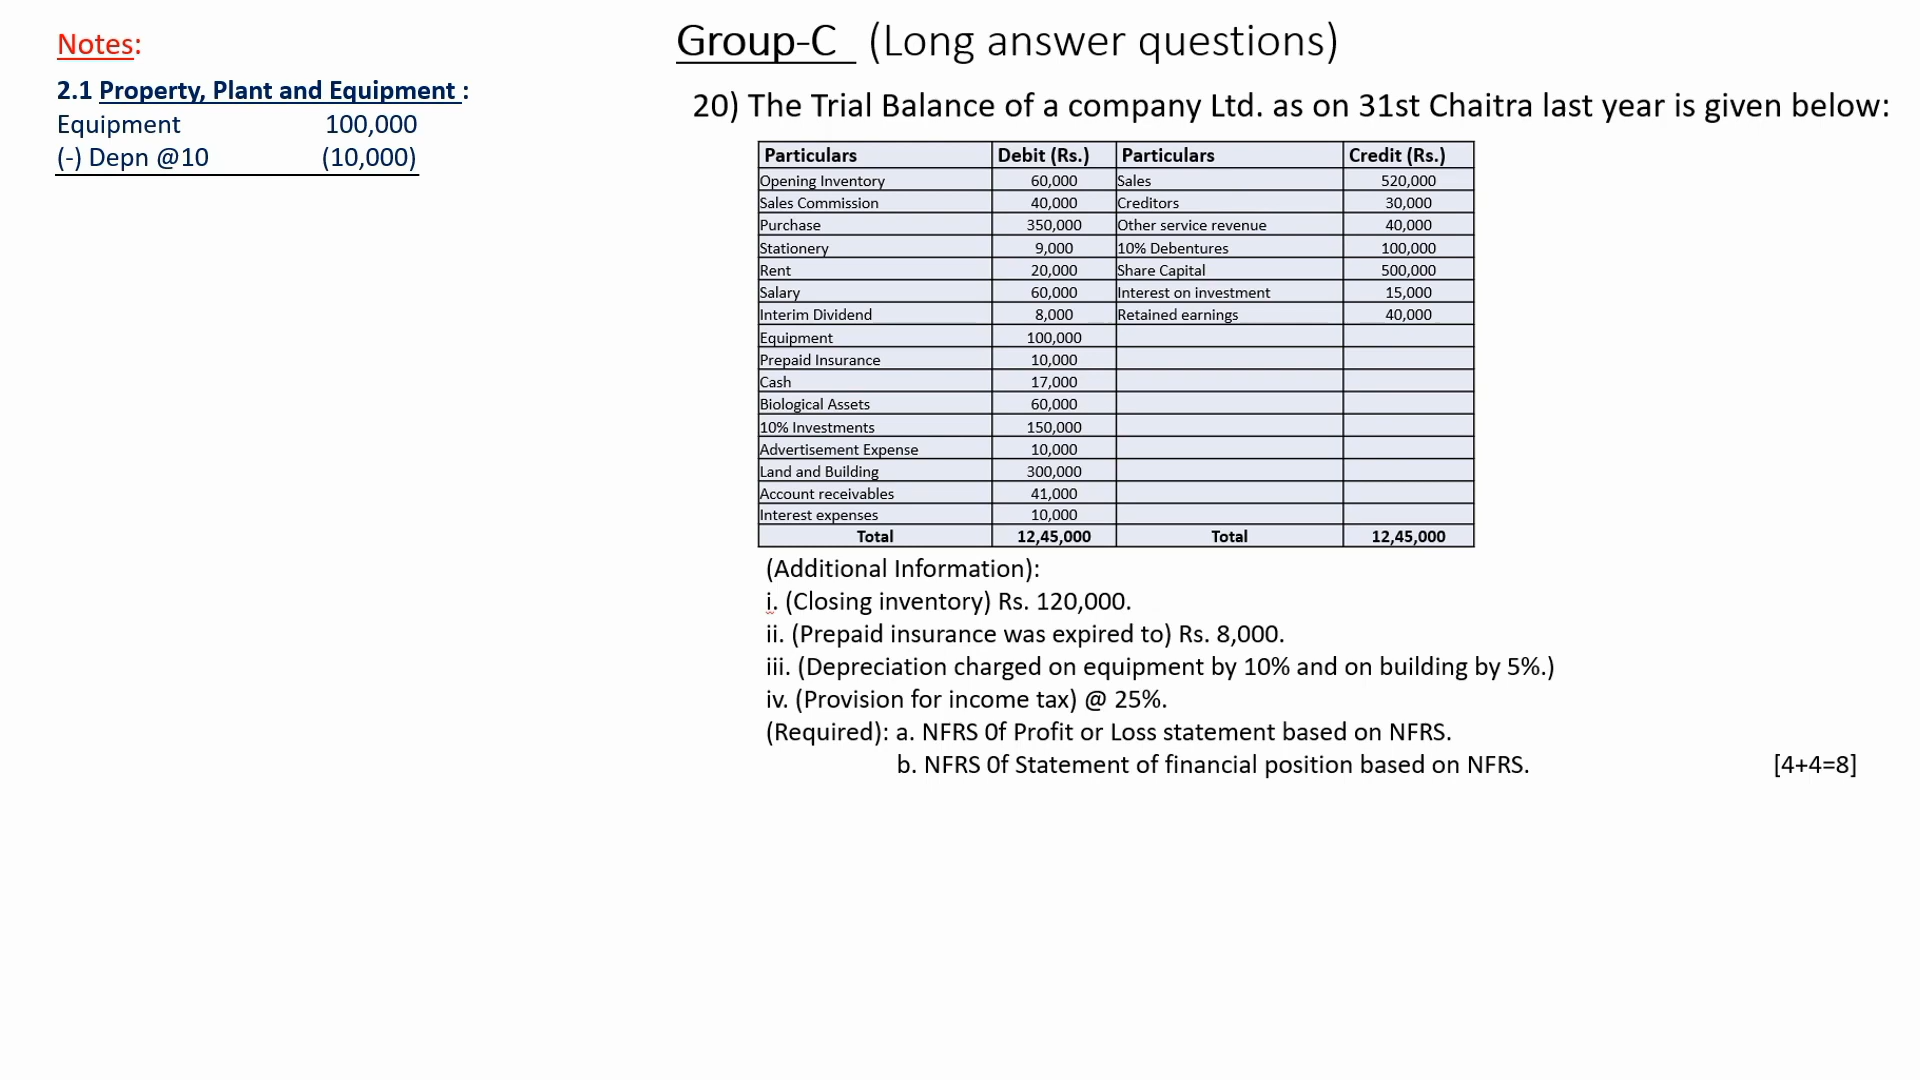 Notes:
2.1 Property, Plant and Equipment :
Equipment 100,000
(-) Depn @10 (10,000)
Group-C (Long answer questions)
20) The Trial Balance of a company Ltd. as on 31st Chaitra last year is given below:
Particulars Debit (Rs.) Particulars Credit (Rs.)
Opening Inventory 60,000 Sales 520,000
Sales Commission 40,000 Creditors 30,000
Purchase 350,000 Other service revenue 40,000
Stationery 9,000 10% Debentures 100,000
Rent 20,000 Share Capital 500,000
Salary 60,000 Interest on investment 15,000
Interim Dividend 8,000 Retained earnings 40,000
Equipment 100,000
Prepaid Insurance 10,000
Cash 17,000
Biological Assets 60,000
10% Investments 150,000
Advertisement Expense 10,000
Land and Building 300,000
Account receivables 41,000
Interest expenses 10,000
Total 12,45,000 Total 12,45,000
(Additional Information):
i. (Closing inventory) Rs. 120,000.
ii. (Prepaid insurance was expired to) Rs. 8,000.
iii. (Depreciation charged on equipment by 10% and on building by 5%.)
iv. (Provision for income tax) @ 25%.
(Required): a. NFRS 0f Profit or Loss statement based on NFRS.
b. NFRS 0f Statement of financial position based on NFRS. [4+4=8]